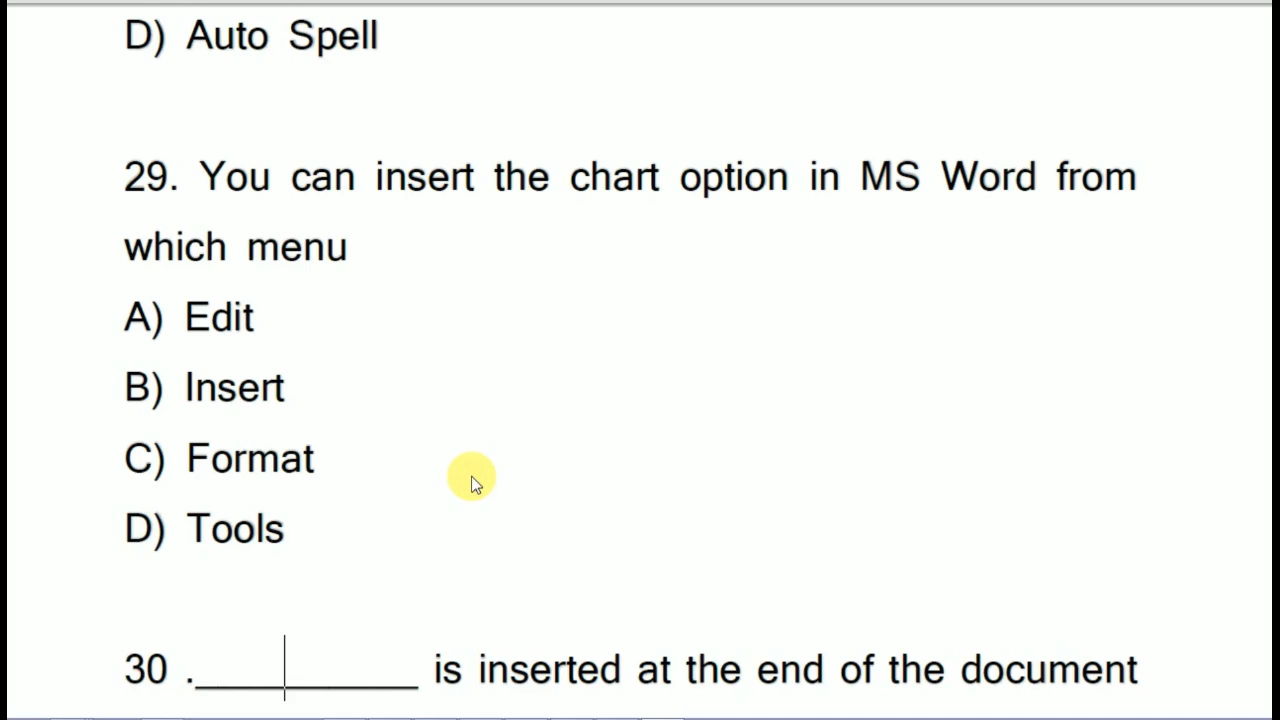 D) Auto Spell
29. You can insert the chart option in MS Word from
which menu
A) Edit
B) Insert
C) Format
D) Tools
30 .__________ is inserted at the end of the document